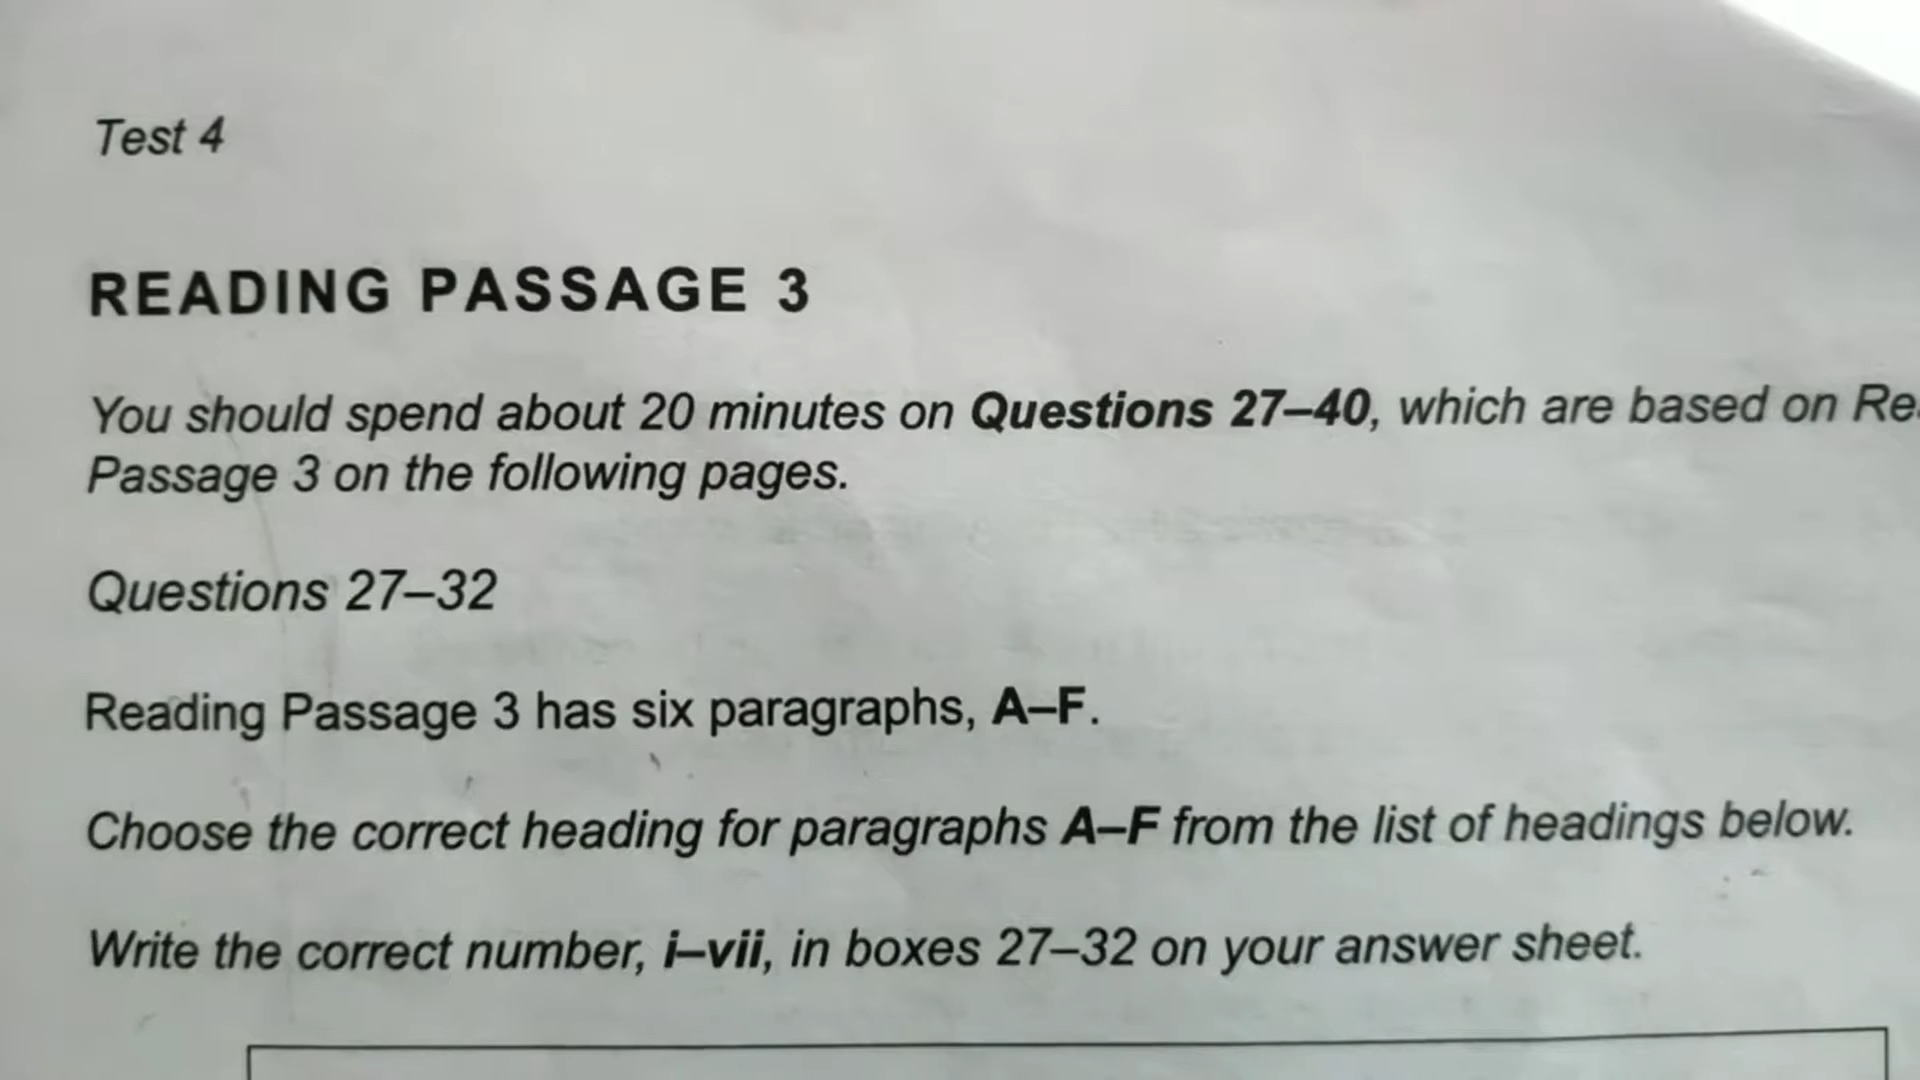 Test 4
READING PASSAGE 3
You should spend about 20 minutes on Questions 27–40, which are based on
Passage 3 on the following pages.
Questions 27–32
Reading Passage 3 has six paragraphs, A–F.
Choose the correct heading for paragraphs A–F from the list of headings below.
Write the correct number, i–vii, in boxes 27–32 on your answer sheet.